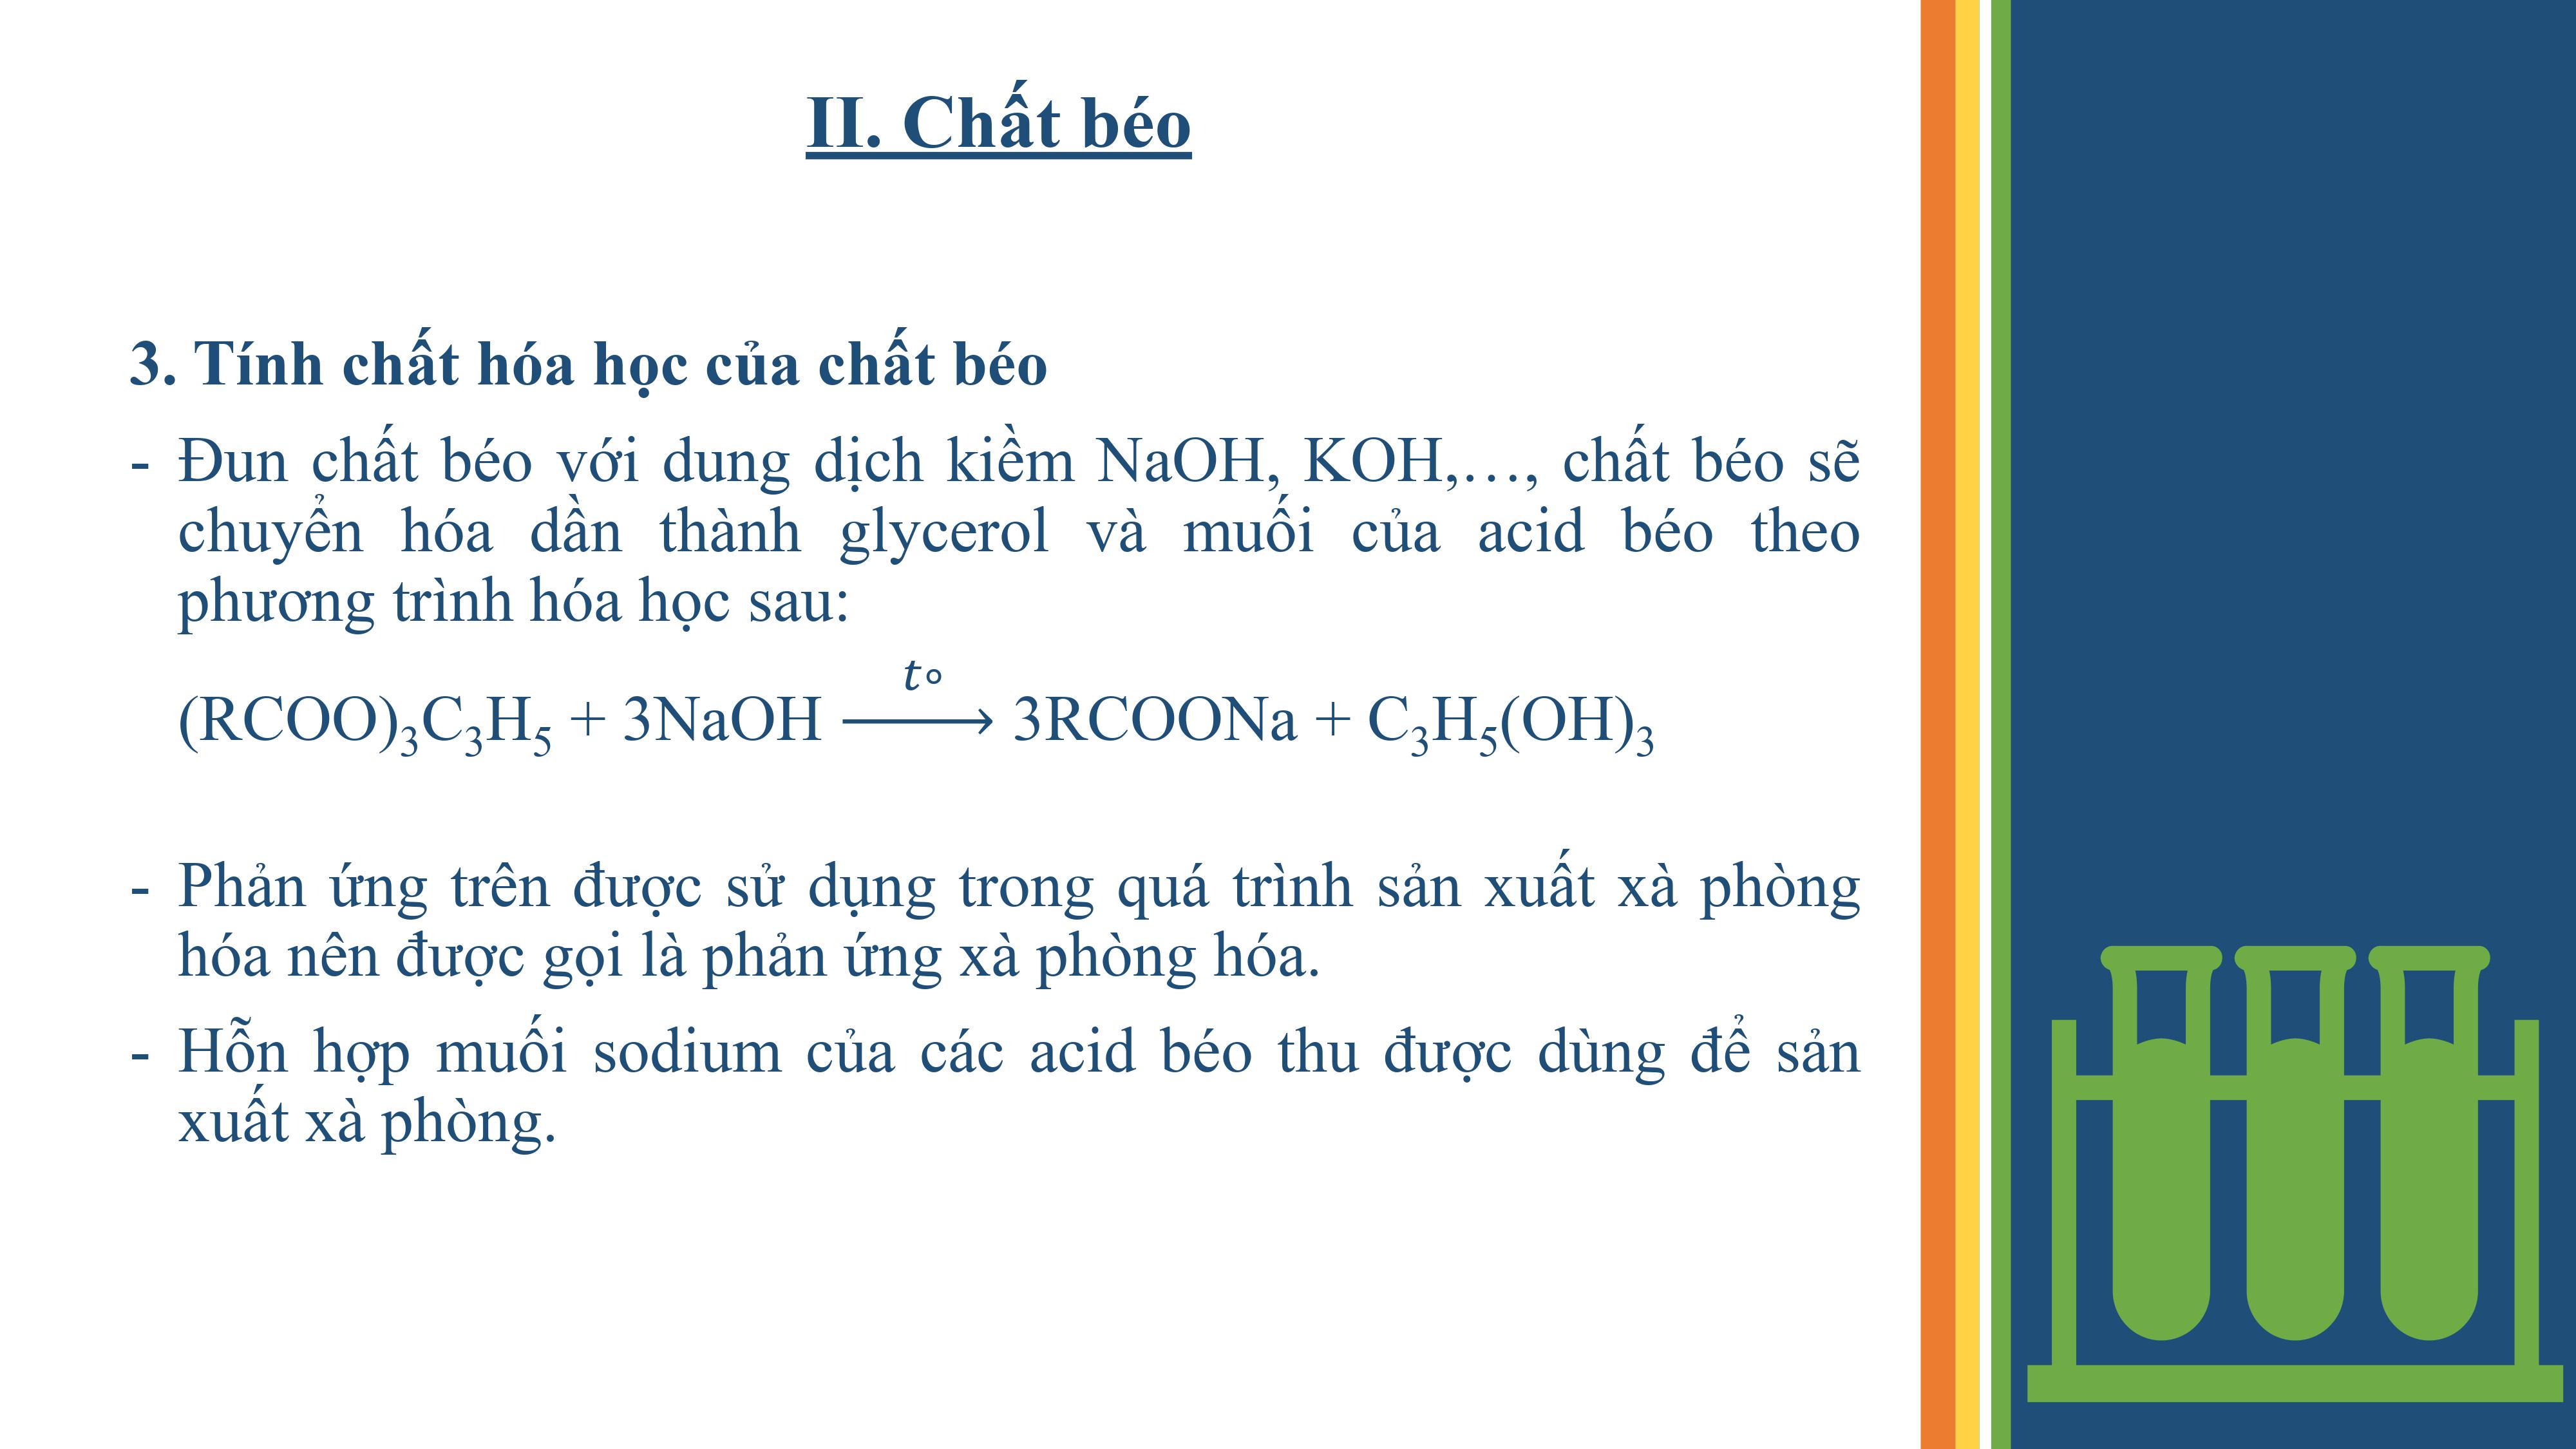 II. Chất béo
3. Tính chất hóa học của chất béo
- Đun chất béo với dung dịch kiềm NaOH, KOH,…, chất béo sẽ
chuyển hóa dần thành glycerol và muối của acid béo theo
phương trình hóa học sau:
(RCOO)₃C₃H₅ + 3NaOH \xrightarrow{t∘} 3RCOONa + C₃H₅(OH)₃
- Phản ứng trên được sử dụng trong quá trình sản xuất xà phòng
hóa nên được gọi là phản ứng xà phòng hóa.
- Hỗn hợp muối sodium của các acid béo thu được dùng để sản
xuất xà phòng.